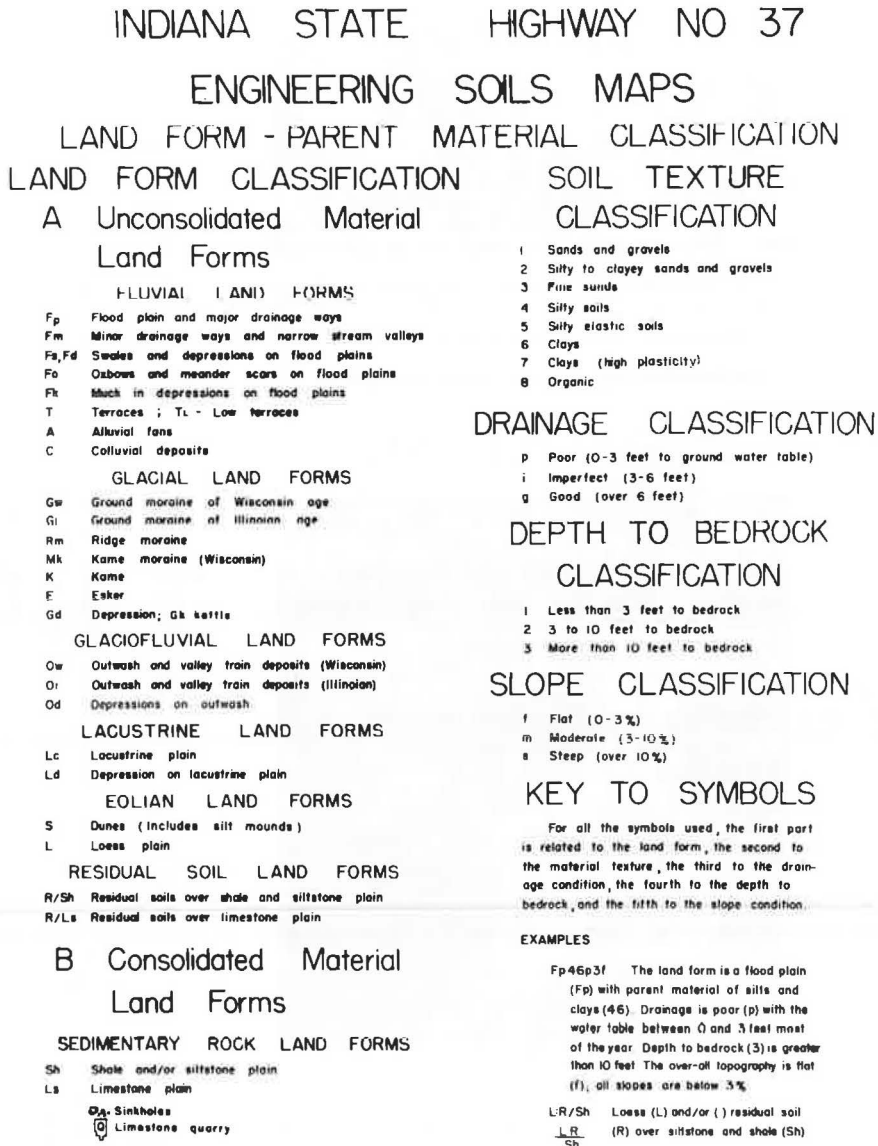 INDIANA STATE HIGHWAY NO 37
ENGINEERING SOILS MAPS
LAND FORM - PARENT MATERIAL CLASSIFICATION
LAND FORM CLASSIFICATION
A Unconsolidated Material
Land Forms
FLUVIAL LAND FORMS
Fp Flood plain and major drainage ways
Fm Minor drainage ways and narrow stream valleys
Fs,Fd Swales and depressions on flood plains
Fo Oxbows and meander scars on flood plains
Fk Muck in depressions on flood plains
T Terraces ; TL - Low terraces
A Alluvial fans
C Colluvial deposits
GLACIAL LAND FORMS
Gw Ground moraine of Wisconsin age
Gi Ground moraine of Illinoian age
Rm Ridge moraine
Mk Kame moraine (Wisconsin)
K Kame
E Esker
Gd Depression; Gk kettle
GLACIOFLUVIAL LAND FORMS
Ow Outwash and valley train deposits (Wisconsin)
Oi Outwash and valley train deposits (Illinoian)
Od Depressions on outwash
LACUSTRINE LAND FORMS
Lc Lacustrine plain
Ld Depression on lacustrine plain
EOLIAN LAND FORMS
S Dunes (Includes silt mounds)
L Loess plain
RESIDUAL SOIL LAND FORMS
R/Sh Residual soils over shale and siltstone plain
R/Ls Residual soils over limestone plain
B Consolidated Material
Land Forms
SEDIMENTARY ROCK LAND FORMS
Sh Shale and/or siltstone plain
Ls Limestone plain
Sinkholes
Limestone quarry
SOIL TEXTURE
CLASSIFICATION
1 Sands and gravels
2 Silty to clayey sands and gravels
3 Fine sands
4 Silty soils
5 Silty elastic soils
6 Clays
7 Clays (high plasticity)
8 Organic
DRAINAGE CLASSIFICATION
p Poor (0-3 feet to ground water table)
i Imperfect (3-6 feet)
g Good (over 6 feet)
DEPTH TO BEDROCK
CLASSIFICATION
1 Less than 3 feet to bedrock
2 3 to 10 feet to bedrock
3 More than 10 feet to bedrock
SLOPE CLASSIFICATION
f Flat (0-3%)
m Moderate (3-10%)
s Steep (over 10%)
KEY TO SYMBOLS
For all the symbols used, the first part
is related to the land form, the second to
the material texture, the third to the drain-
age condition, the fourth to the depth to
bedrock, and the fifth to the slope condition.
EXAMPLES
Fp46p3f The land form is a flood plain
(Fp) with parent material of silts and
clays (46). Drainage is poor (p) with the
water table between 0 and 3 feet most
of the year. Depth to bedrock (3) is greater
than 10 feet. The over-all topography is flat
(f), all slopes are below 3%
L:R/Sh Loess (L) and/or ( ) residual soil
LR (R) over siltstone and shale (Sh)
Sh